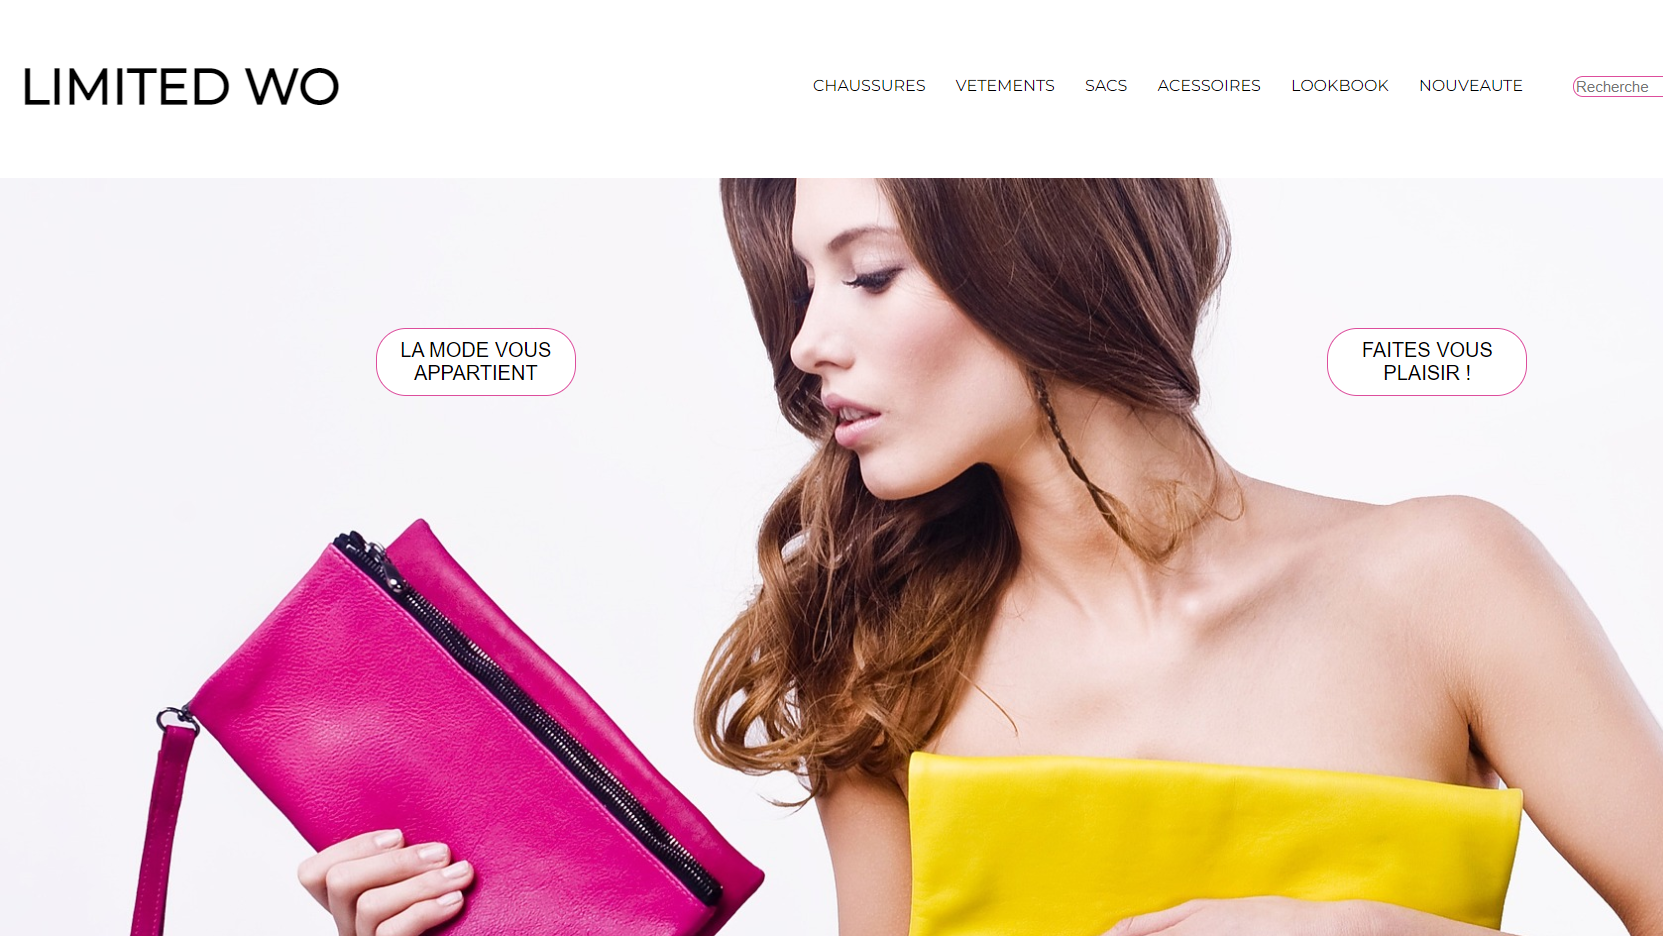 LIMITED WO
CHAUSSURES VETEMENTS SACS ACESSOIRES LOOKBOOK NOUVEAUTE Recherche
LA MODE VOUS
APPARTIENT
FAITES VOUS
PLAISIR !